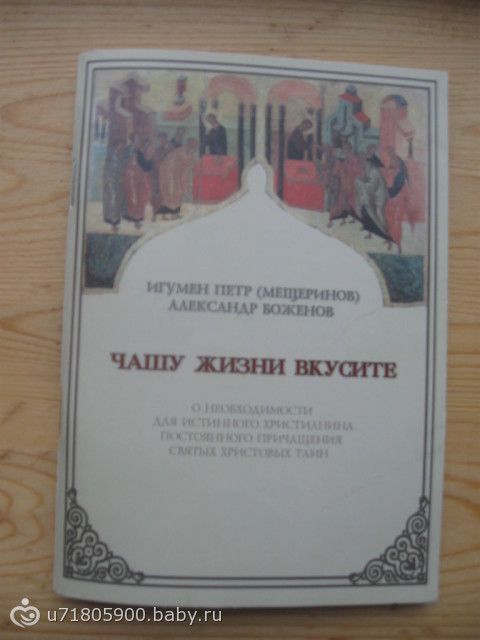 ИГУМЕН ПЕТР (МЕЩЕРИНОВ)
АЛЕКСАНДР БОЖЕНОВ
ЧАШУ ЖИЗНИ ВКУСИТЕ
О НЕОБХОДИМОСТИ
ДЛЯ ИСТИННОГО ХРИСТИАНИНА
ПОСТОЯННОГО ПРИЧАЩЕНИЯ
СВЯТЫХ ХРИСТОВЫХ ТАИН
u71805900.baby.ru